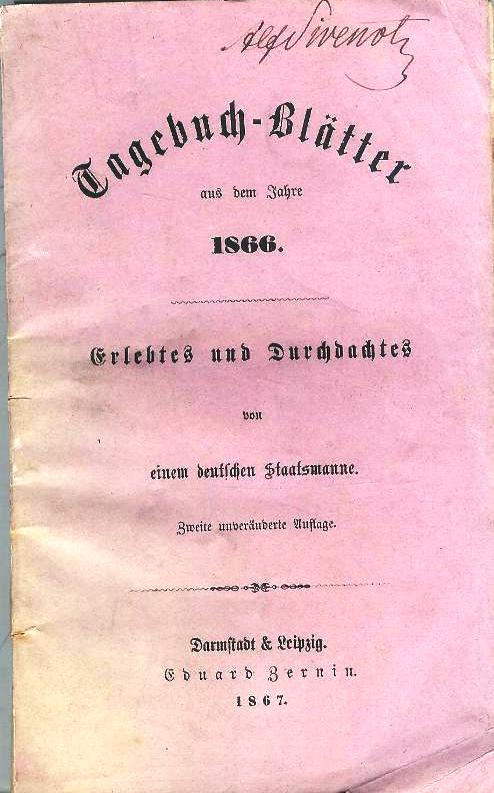 Alf Vivenot
Tagebuch-Blätter
aus dem Jahre
1866.
Erlebtes und Durchdachtes
von
einem deutschen Staatsmanne.
Zweite unveränderte Auflage.
Darmstadt & Leipzig.
Eduard Zernin.
1867.